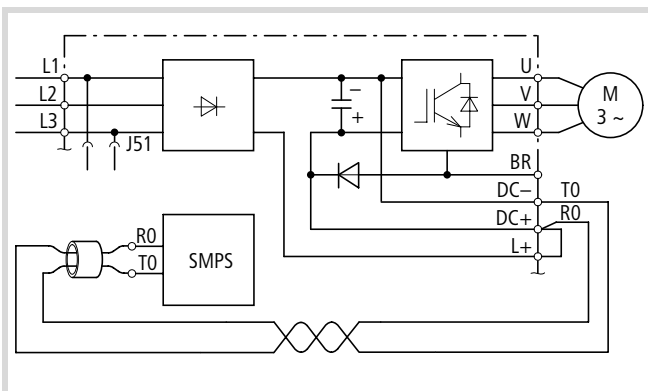 L1
L2
L3
J51
−
+
U
V
W
M
3 ~
BR
DC−
T0
DC+
R0
L+
R0
T0
SMPS